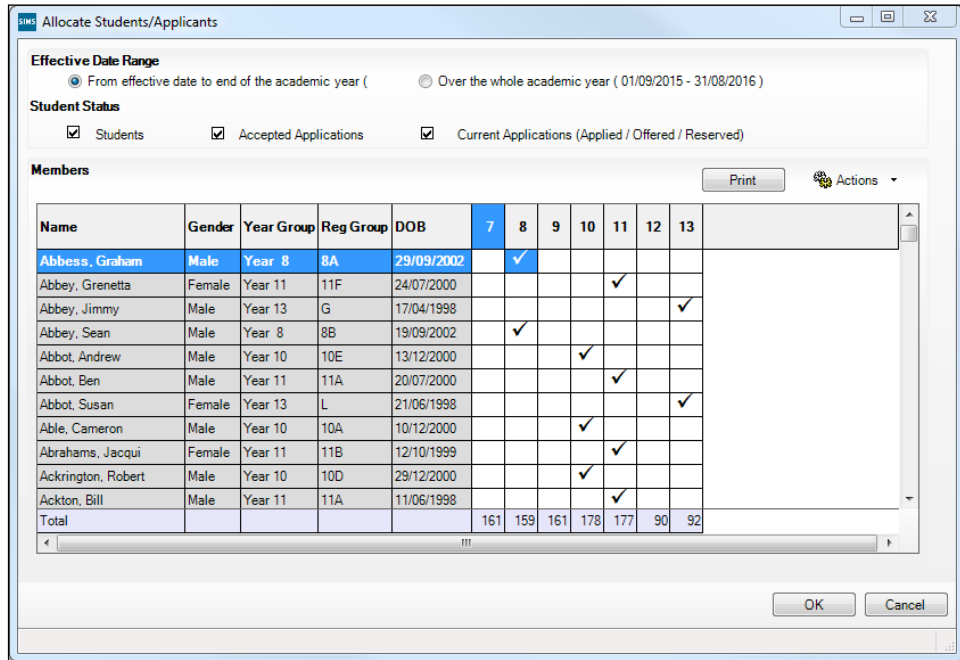 SIMS Allocate Students/Applicants
Effective Date Range
From effective date to end of the academic year ( Over the whole academic year ( 01/09/2015 - 31/08/2016 )
Student Status
Students Accepted Applications Current Applications (Applied / Offered / Reserved)
Members
Print Actions
Name Gender Year Group Reg Group DOB 7 8 9 10 11 12 13
Abbess, Graham Male Year 8 8A 29/09/2002 ✓
Abbey, Grenetta Female Year 11 11F 24/07/2000 ✓
Abbey, Jimmy Male Year 13 G 17/04/1998 ✓
Abbey, Sean Male Year 8 8B 19/09/2002 ✓
Abbot, Andrew Male Year 10 10E 13/12/2000 ✓
Abbot, Ben Male Year 11 11A 20/07/2000 ✓
Abbot, Susan Female Year 13 L 21/06/1998 ✓
Able, Cameron Male Year 10 10A 10/12/2000 ✓
Abrahams, Jacqui Female Year 11 11B 12/10/1999 ✓
Ackrington, Robert Male Year 10 10D 29/12/2000 ✓
Ackton, Bill Male Year 11 11A 11/06/1998 ✓
Total 161 159 161 178 177 90 92
OK Cancel